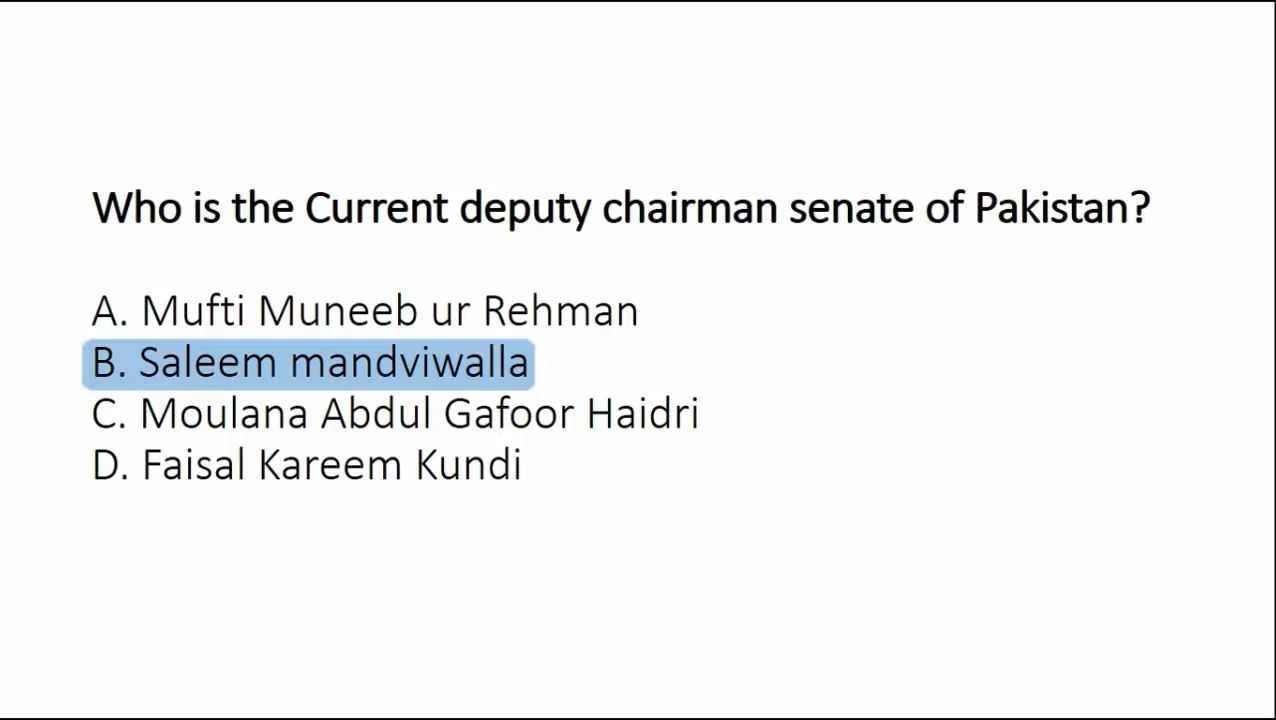 Who is the Current deputy chairman senate of Pakistan?
A. Mufti Muneeb ur Rehman
B. Saleem mandviwalla
C. Moulana Abdul Gafoor Haidri
D. Faisal Kareem Kundi